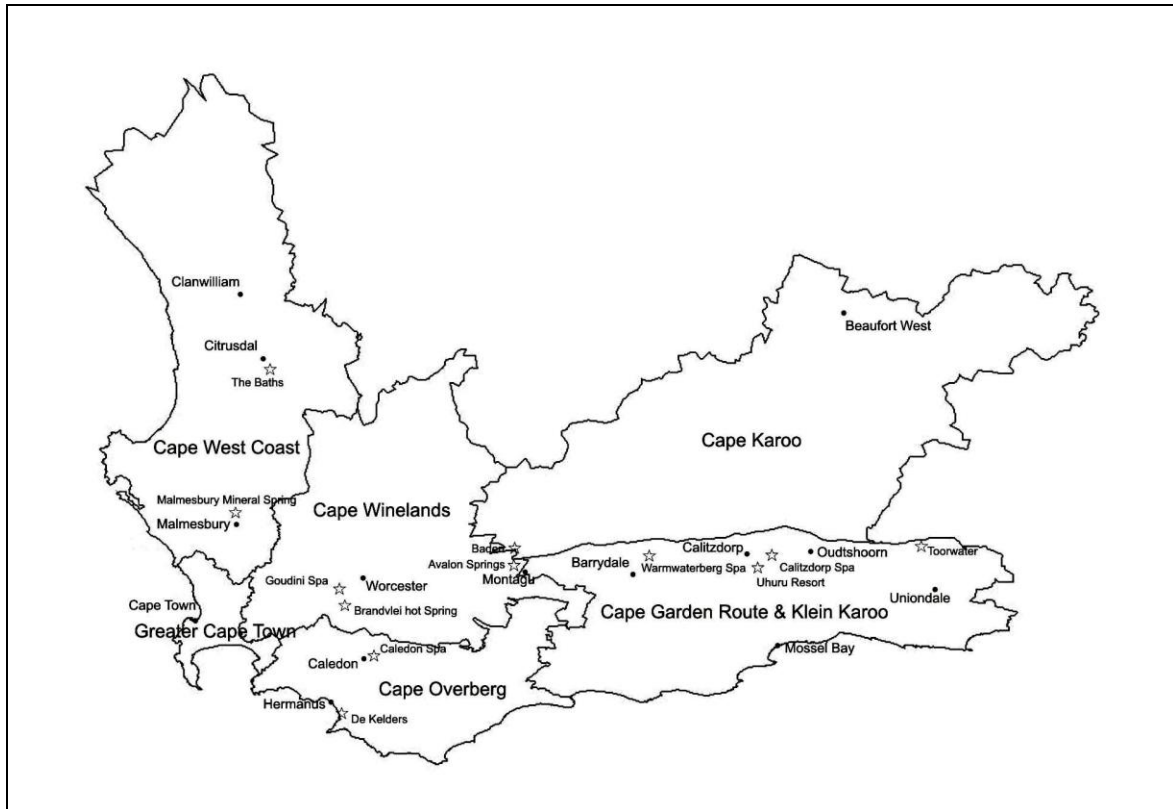 Clanwilliam
Beaufort West
Citrusdal
The Baths
Cape West Coast
Cape Karoo
Malmesbury Mineral Spring
Malmesbury
Cape Winelands
Baden
Avalon Springs
Montagu
Barrydale
Warmwaterberg Spa
Calitzdorp
Calitzdorp Spa
Uhuru Resort
Oudtshoorn
Toorwater
Goudini Spa
Worcester
Brandvlei hot Spring
Uniondale
Cape Town
Greater Cape Town
Cape Garden Route & Klein Karoo
Mossel Bay
Caledon Spa
Caledon
Cape Overberg
Hermanus
De Kelders